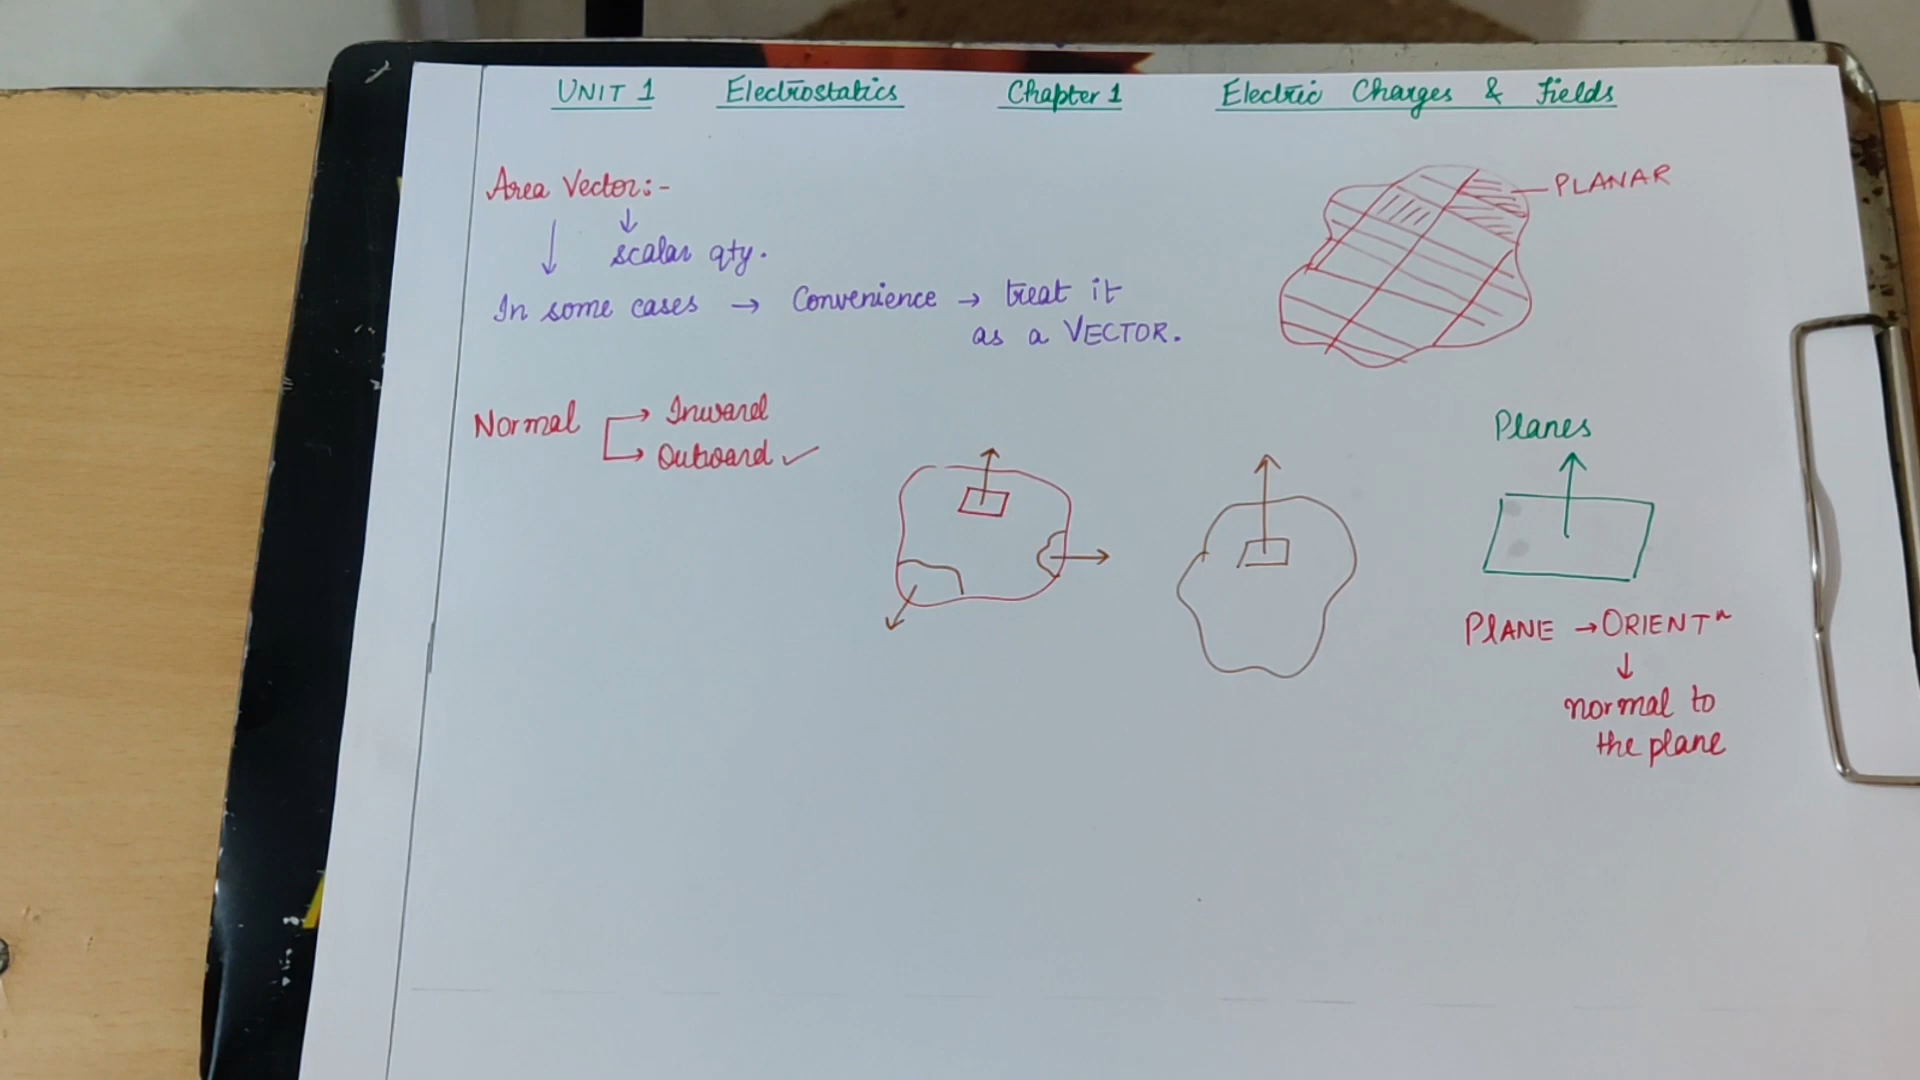 UNIT 1 Electrostatics Chapter 1 Electric Charges & Fields
Area Vector:-
↓
scalar qty.
↓
In some cases → Convenience → treat it
as a VECTOR.
PLANAR
Normal → Inward
→ Outward ✓
Planes
PLANE → ORIENTⁿ
↓
normal to
the plane